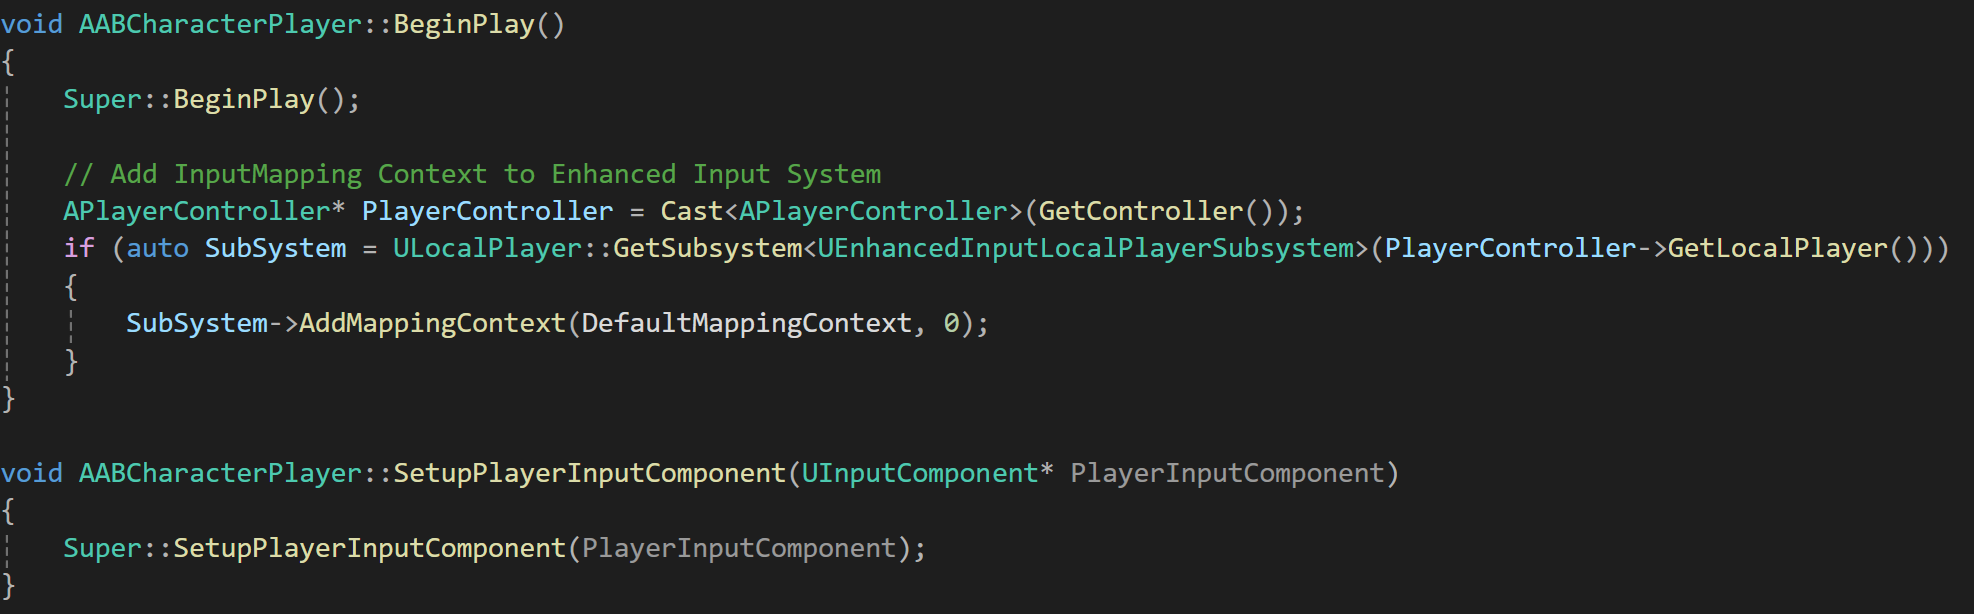 void AABCharacterPlayer::BeginPlay()
{
    Super::BeginPlay();

    // Add InputMapping Context to Enhanced Input System
    APlayerController* PlayerController = Cast<APlayerController>(GetController());
    if (auto SubSystem = ULocalPlayer::GetSubsystem<UEnhancedInputLocalPlayerSubsystem>(PlayerController->GetLocalPlayer()))
    {
        SubSystem->AddMappingContext(DefaultMappingContext, 0);
    }
}

void AABCharacterPlayer::SetupPlayerInputComponent(UInputComponent* PlayerInputComponent)
{
    Super::SetupPlayerInputComponent(PlayerInputComponent);
}